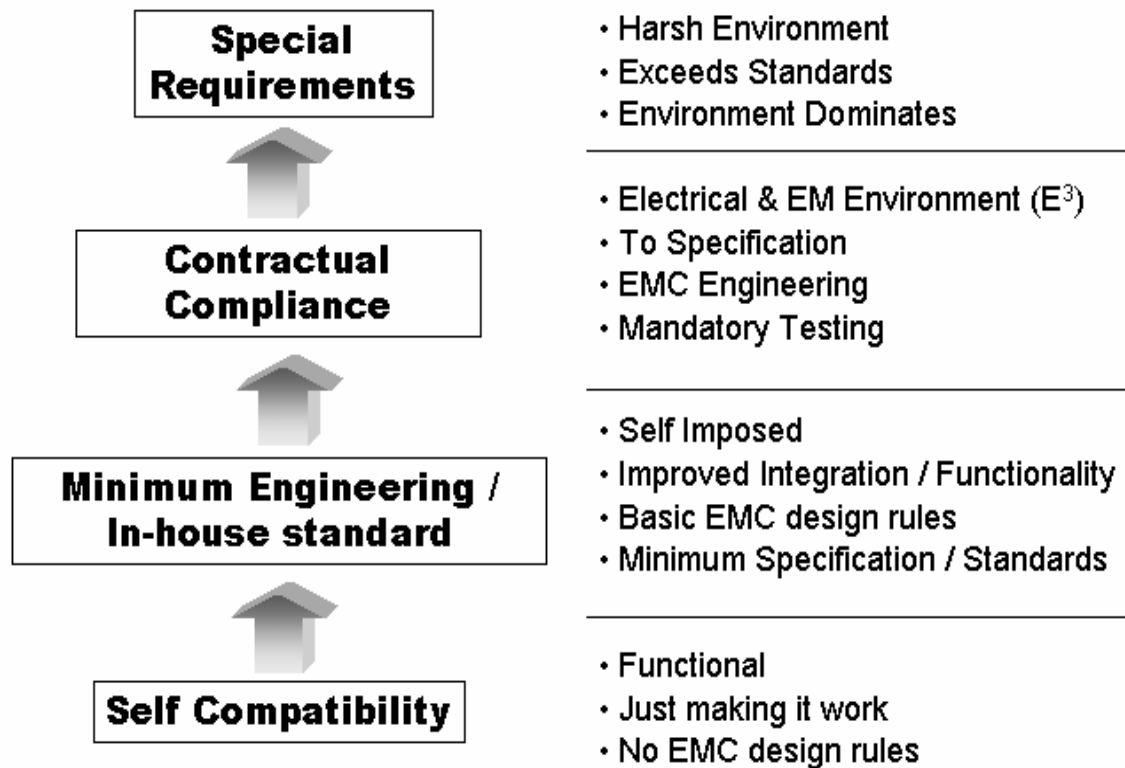 Special
Requirements
• Harsh Environment
• Exceeds Standards
• Environment Dominates
Contractual
Compliance
• Electrical & EM Environment (E³)
• To Specification
• EMC Engineering
• Mandatory Testing
Minimum Engineering /
In-house standard
• Self Imposed
• Improved Integration / Functionality
• Basic EMC design rules
• Minimum Specification / Standards
Self Compatibility
• Functional
• Just making it work
• No EMC design rules